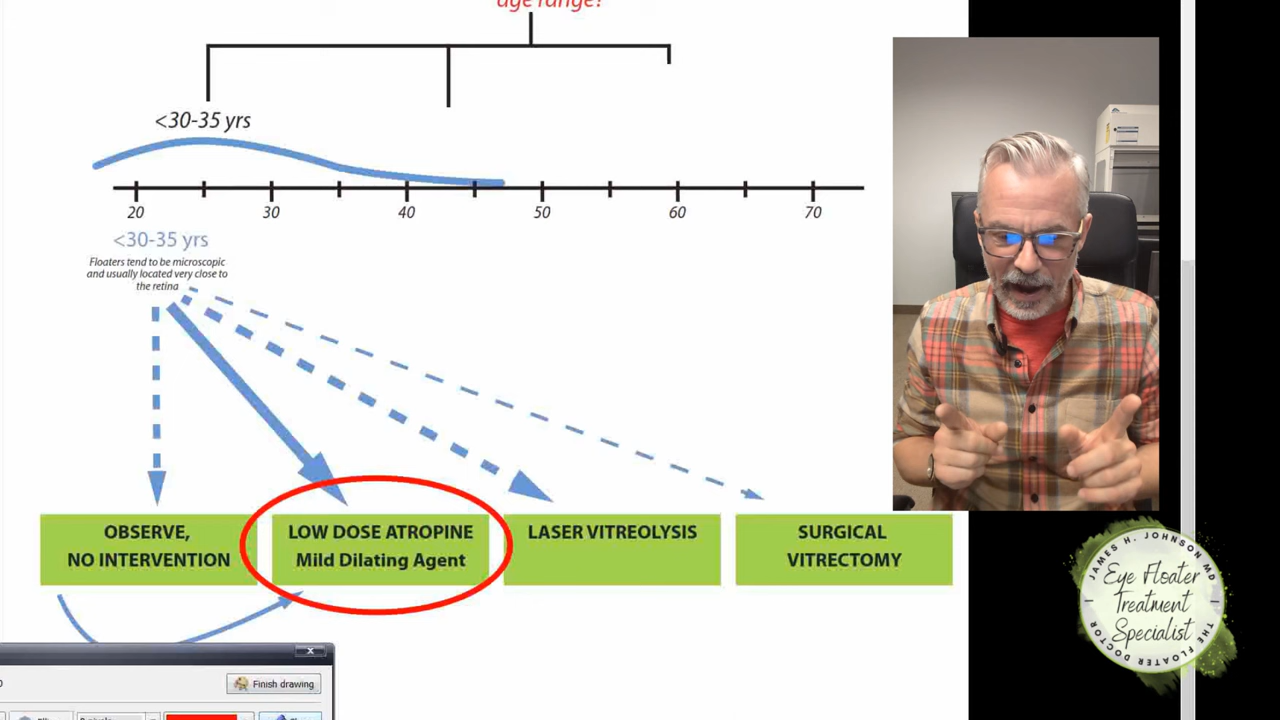 age range?
<30-35 yrs
20 30 40 50 60 70
<30-35 yrs
Floaters tend to be microscopic
and usually located very close to
the retina
OBSERVE,
NO INTERVENTION
LOW DOSE ATROPINE
Mild Dilating Agent
LASER VITREOLYSIS
SURGICAL
VITRECTOMY
x
Finish drawing
JAMES H. JOHNSON MD
Eye Floater
Treatment
Specialist
THE FLOATER DOCTOR